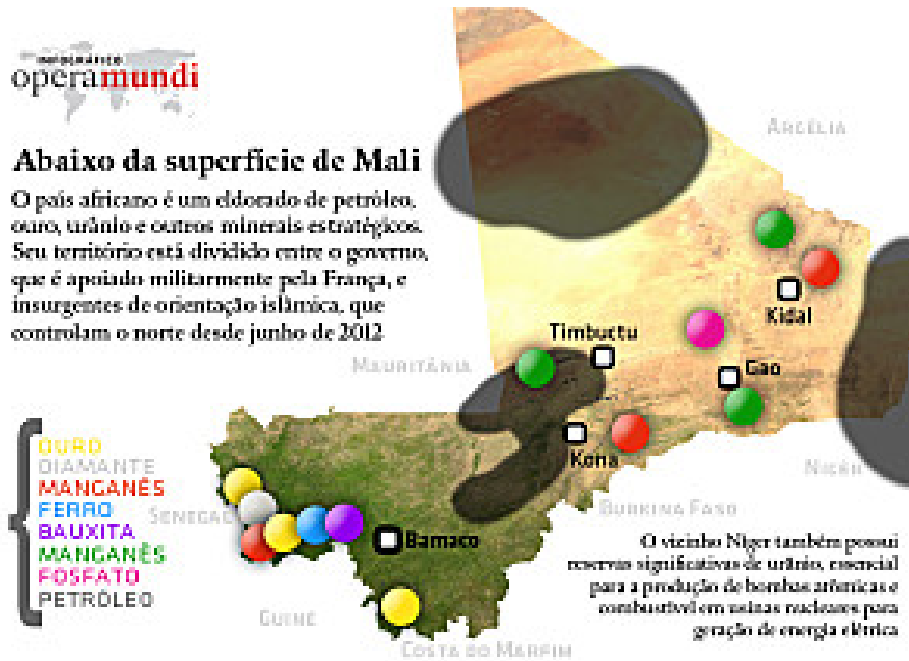 INFOGRÁFICO
operamundi
Abaixo da superfície de Mali
O país africano é um eldorado de petróleo,
ouro, urânio e outros minerais estratégicos.
Seu território está dividido entre o governo,
que é apoiado militarmente pela França, e
insurgentes de orientação islâmica, que
controlam o norte desde junho de 2012
ARGÉLIA
Kidal
Timbuctu
MAURITÂNIA
Gao
Kona
NIGÉR
BURKINA FASO
OURO
DIAMANTE
MANGANÊS
FERRO
BAUXITA
MANGANÊS
FOSFATO
PETRÓLEO
SENEGAL
Bamaco
GUINÉ
COSTA DO MARFIM
O vizinho Níger também possui
reservas significativas de urânio, essencial
para a produção de bombas atômicas e
combustível em usinas nucleares para
geração de energia elétrica